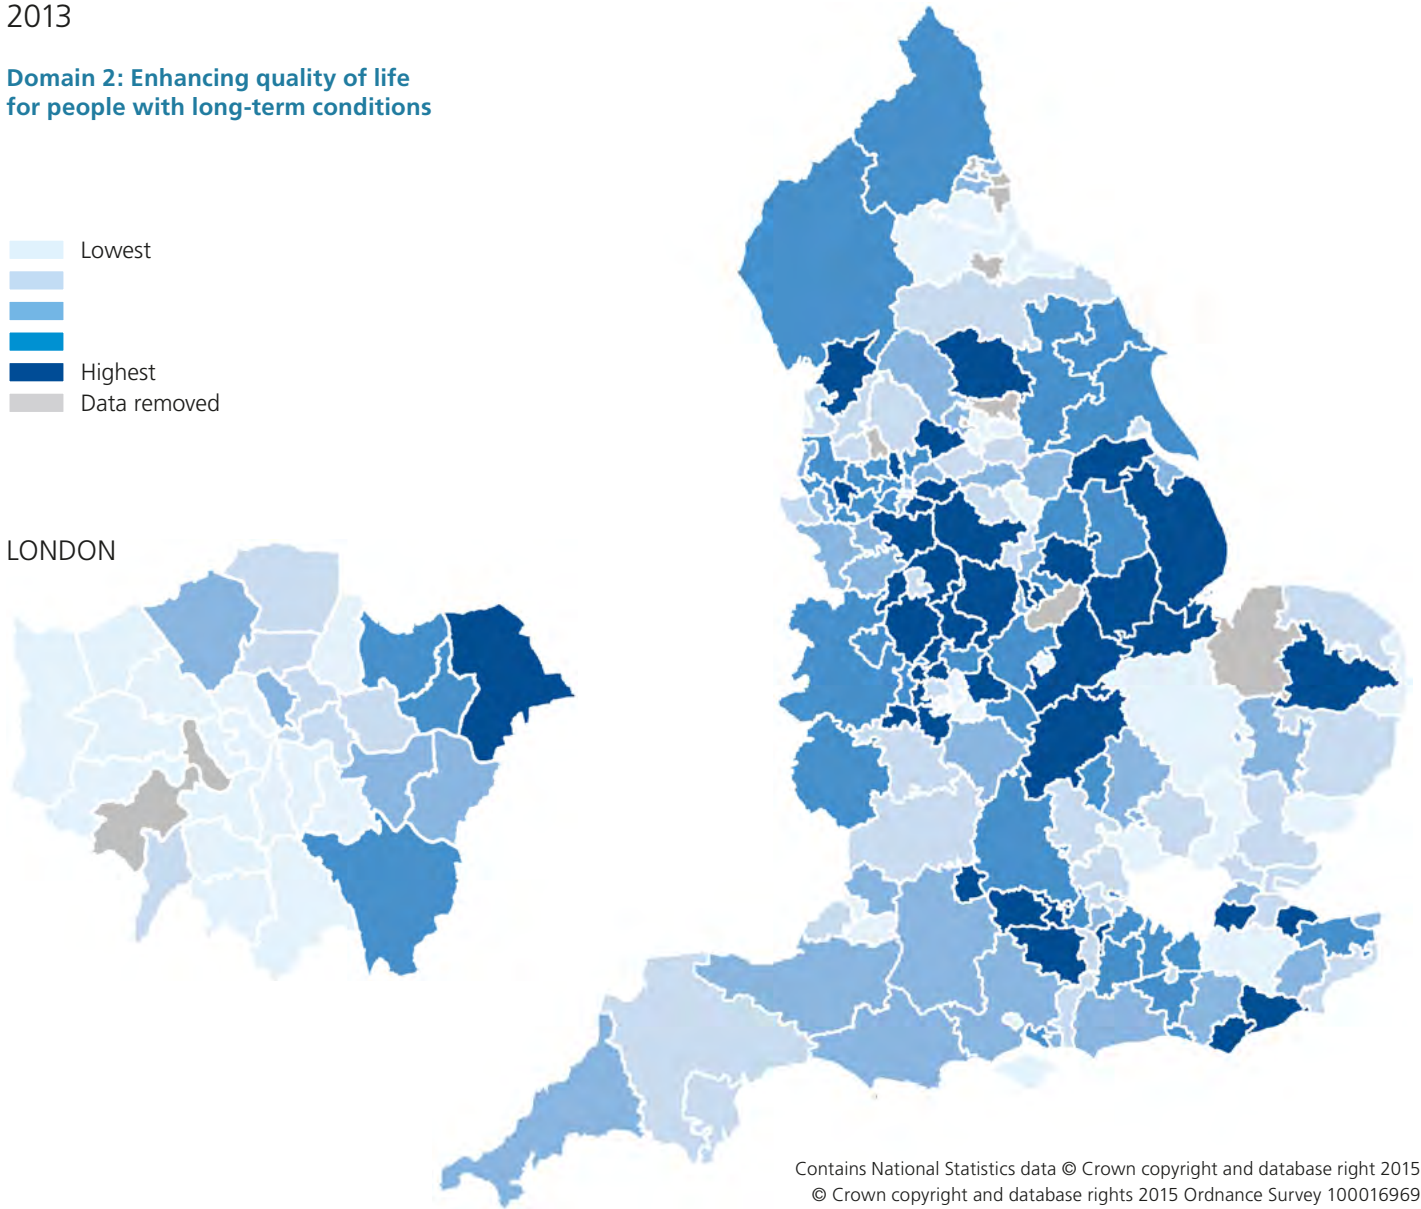 2013
Domain 2: Enhancing quality of life
for people with long-term conditions
Lowest
Highest
Data removed
LONDON
Contains National Statistics data © Crown copyright and database right 2015
© Crown copyright and database rights 2015 Ordnance Survey 100016969